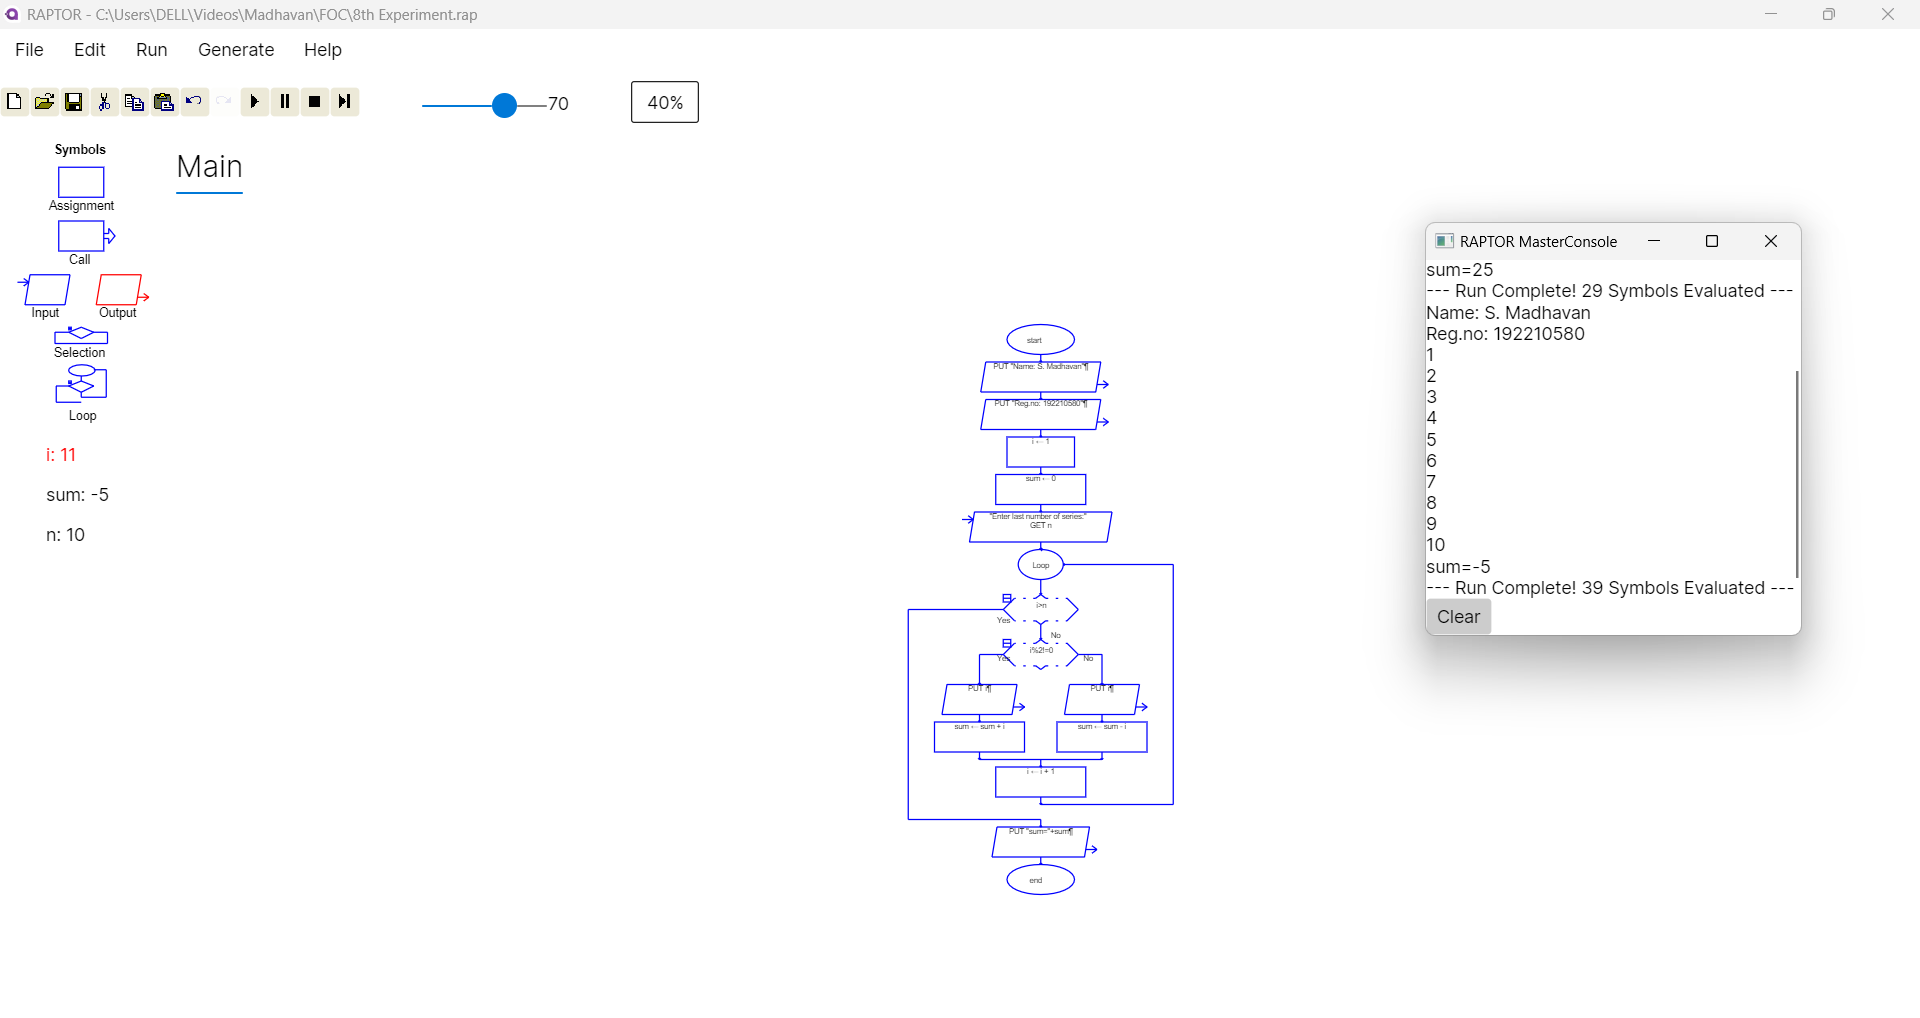 RAPTOR - C:\Users\DELL\Videos\Madhavan\FOC\8th Experiment.rap
File Edit Run Generate Help
70
40%
Symbols
Assignment
Call
Input Output
Selection
Loop
i: 11
sum: -5
n: 10
Main
start
PUT "Name: S. Madhavan"¶
PUT "Reg.no: 192210580"¶
i ← 1
sum ← 0
"Enter last number of series:"
GET n
Loop
i>n
Yes
No
i%2!=0
Yes
No
PUT i¶
PUT i¶
sum ← sum + i
sum ← sum - i
i ← i + 1
PUT "sum="+sum¶
end
RAPTOR MasterConsole
sum=25
--- Run Complete! 29 Symbols Evaluated ---
Name: S. Madhavan
Reg.no: 192210580
1
2
3
4
5
6
7
8
9
10
sum=-5
--- Run Complete! 39 Symbols Evaluated ---
Clear